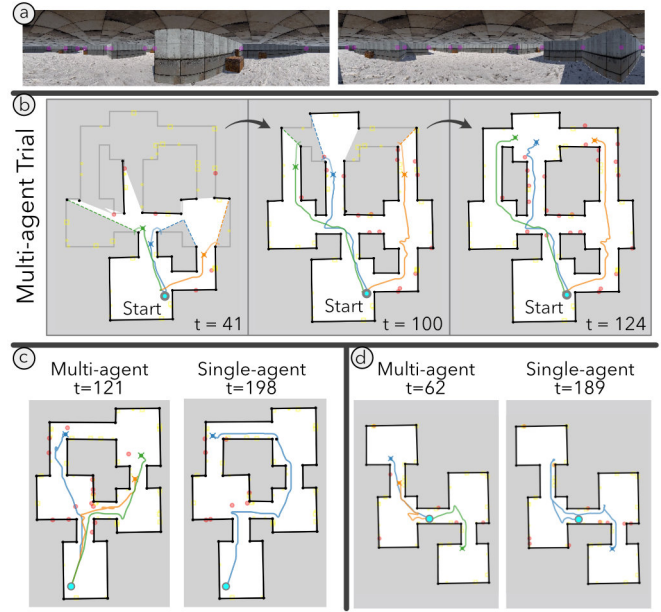 a
b
Multi-agent Trial
Start
t = 41
Start
t = 100
Start
t = 124
c
Multi-agent
t=121
Single-agent
t=198
d
Multi-agent
t=62
Single-agent
t=189